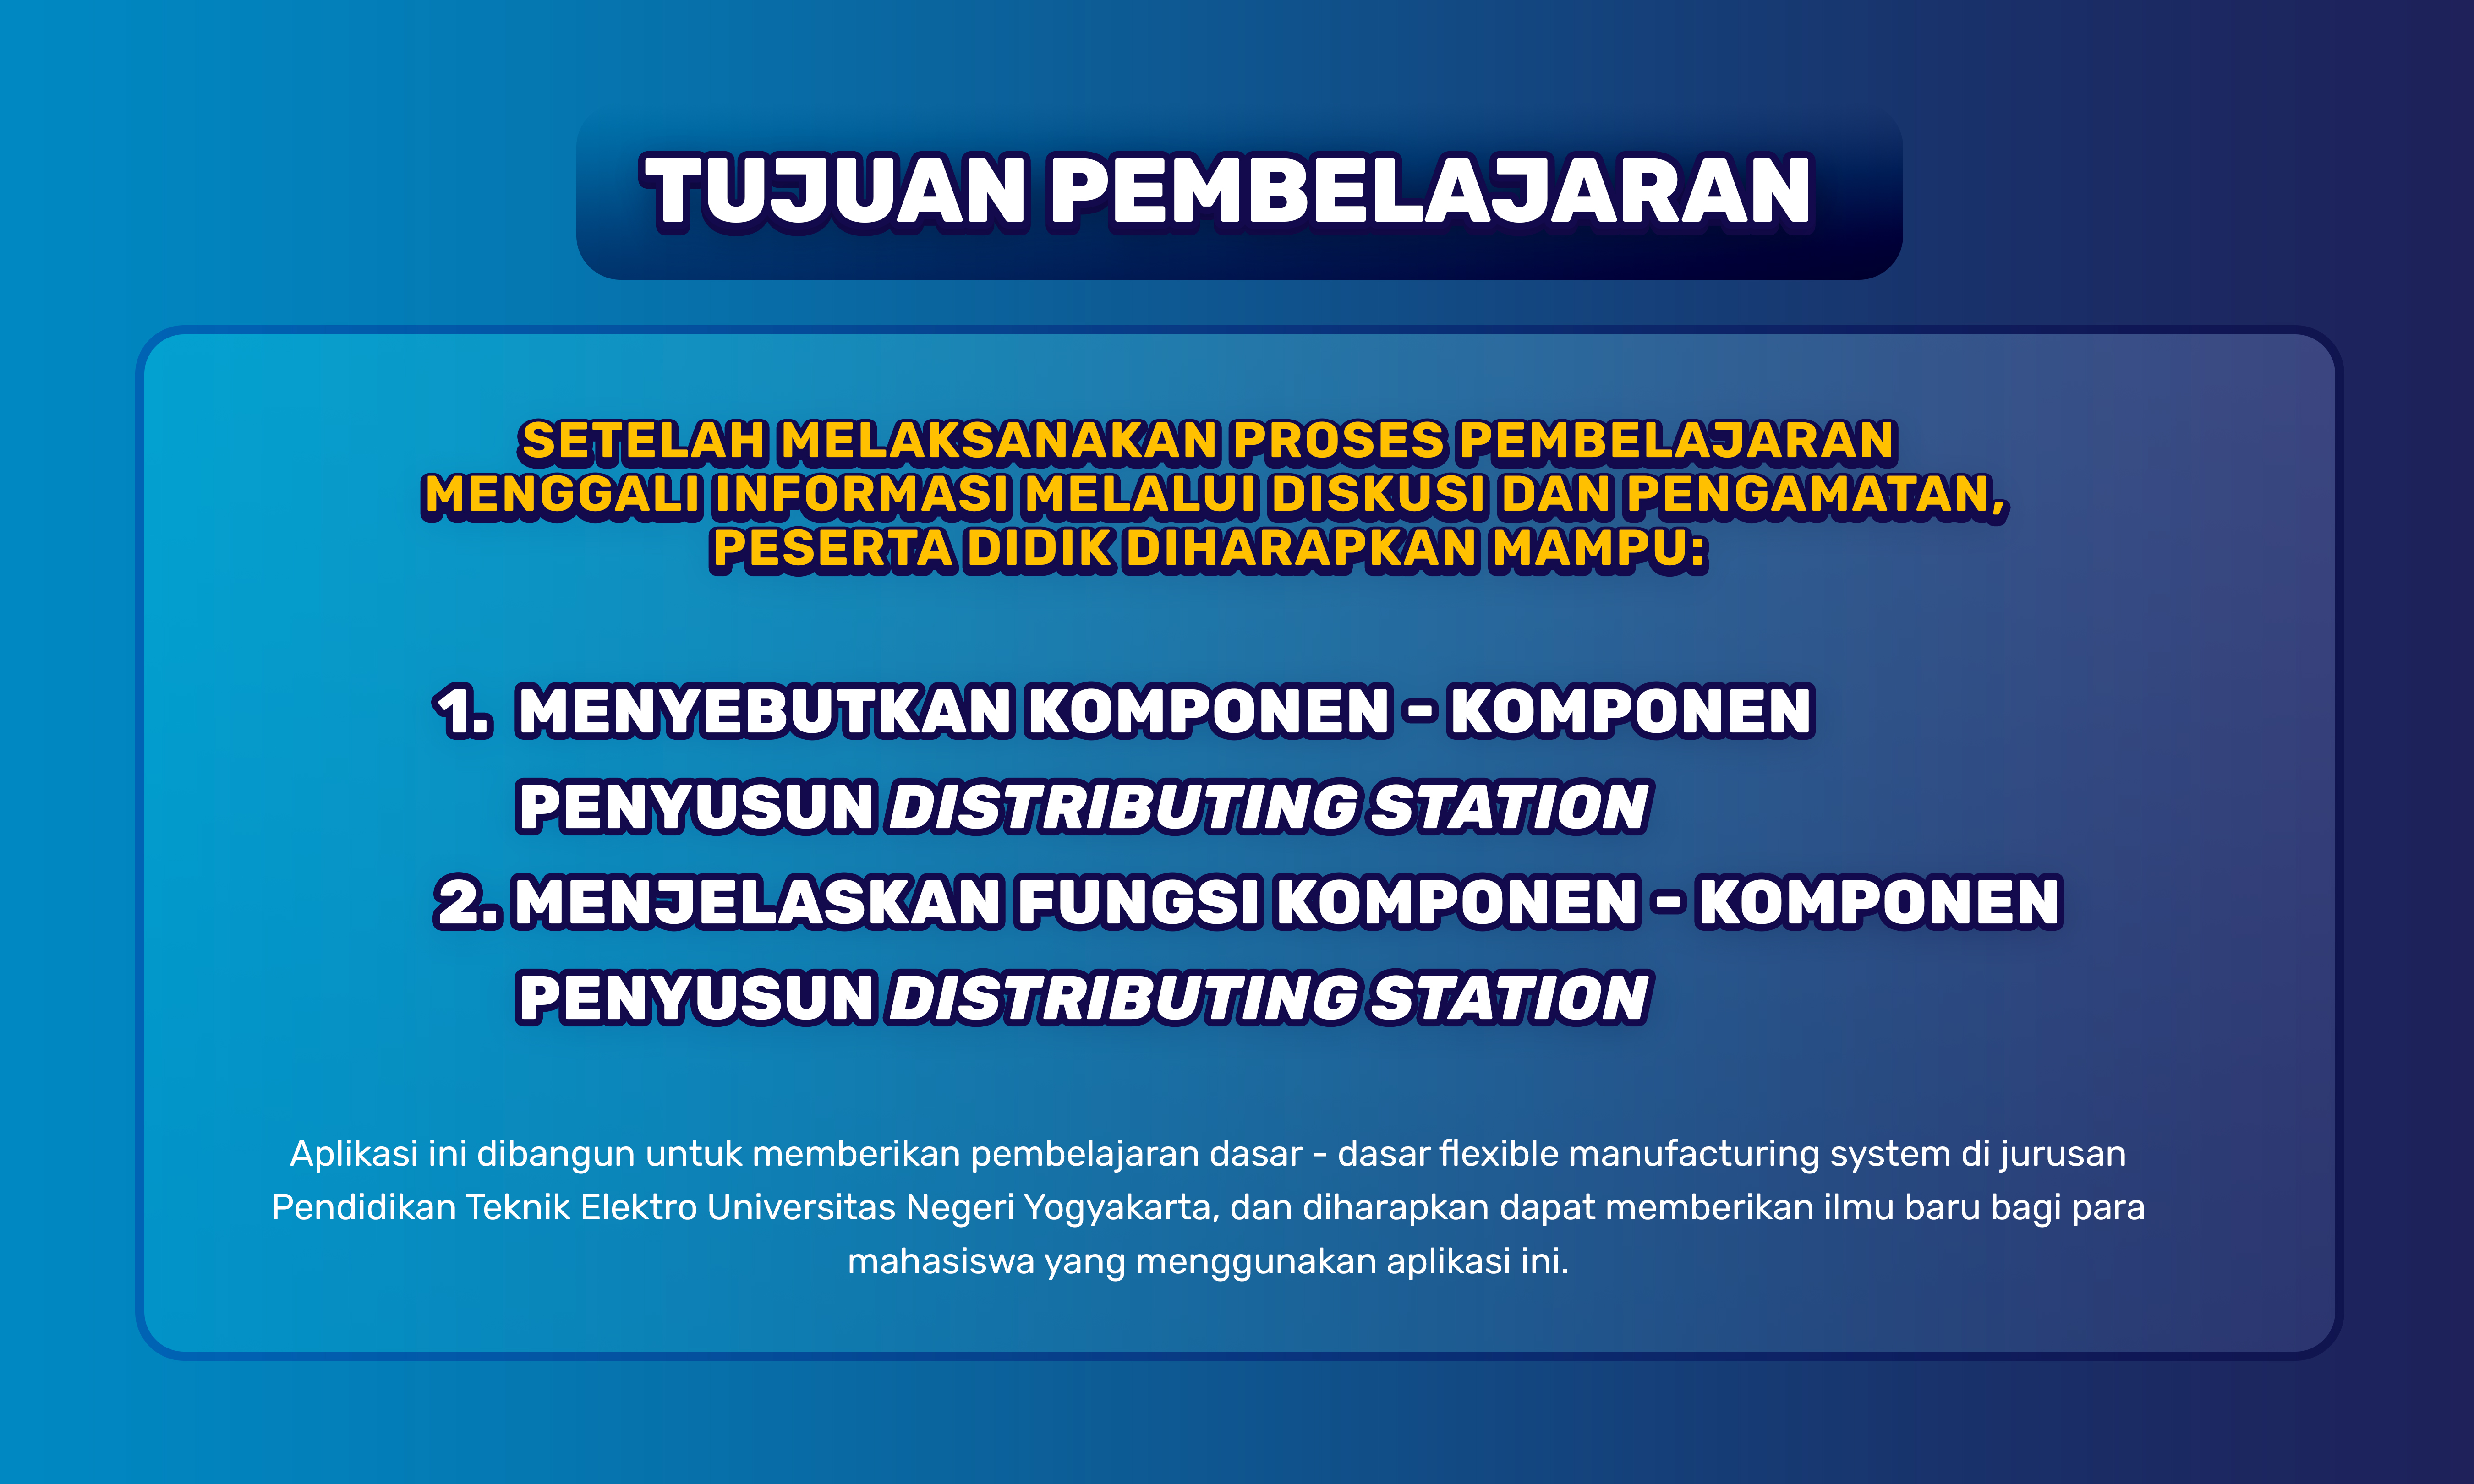 TUJUAN PEMBELAJARAN
SETELAH MELAKSANAKAN PROSES PEMBELAJARAN
MENGGALI INFORMASI MELALUI DISKUSI DAN PENGAMATAN,
PESERTA DIDIK DIHARAPKAN MAMPU:
1. MENYEBUTKAN KOMPONEN - KOMPONEN
PENYUSUN DISTRIBUTING STATION
2. MENJELASKAN FUNGSI KOMPONEN - KOMPONEN
PENYUSUN DISTRIBUTING STATION
Aplikasi ini dibangun untuk memberikan pembelajaran dasar - dasar flexible manufacturing system di jurusan
Pendidikan Teknik Elektro Universitas Negeri Yogyakarta, dan diharapkan dapat memberikan ilmu baru bagi para
mahasiswa yang menggunakan aplikasi ini.